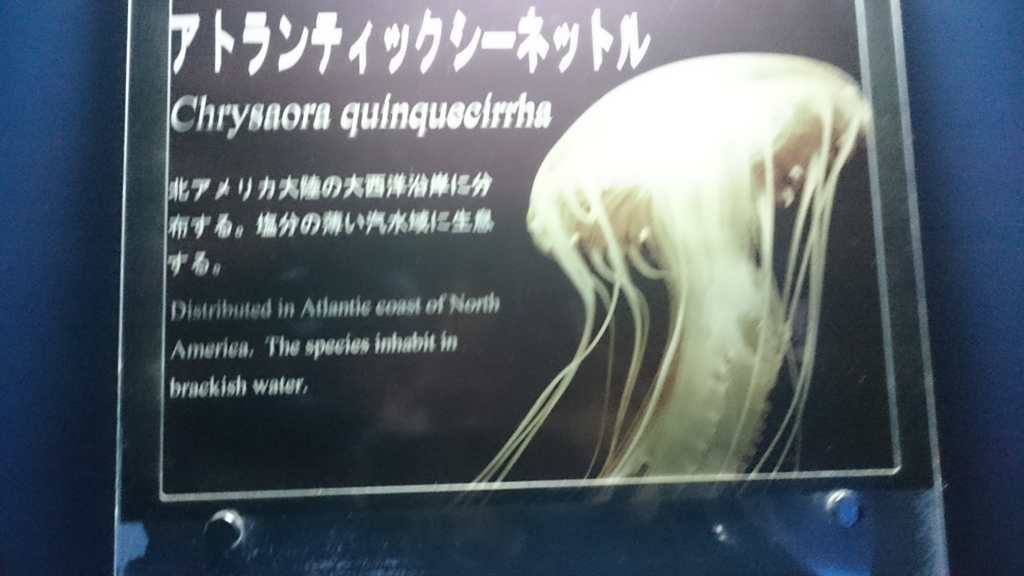 アトランティックシーネットル
Chrysaora quinquecirrha
北アメリカ大陸の大西洋沿岸に分
布する。塩分の薄い汽水域に生息
する。
Distributed in Atlantic coast of North
America. The species inhabit in
brackish water.